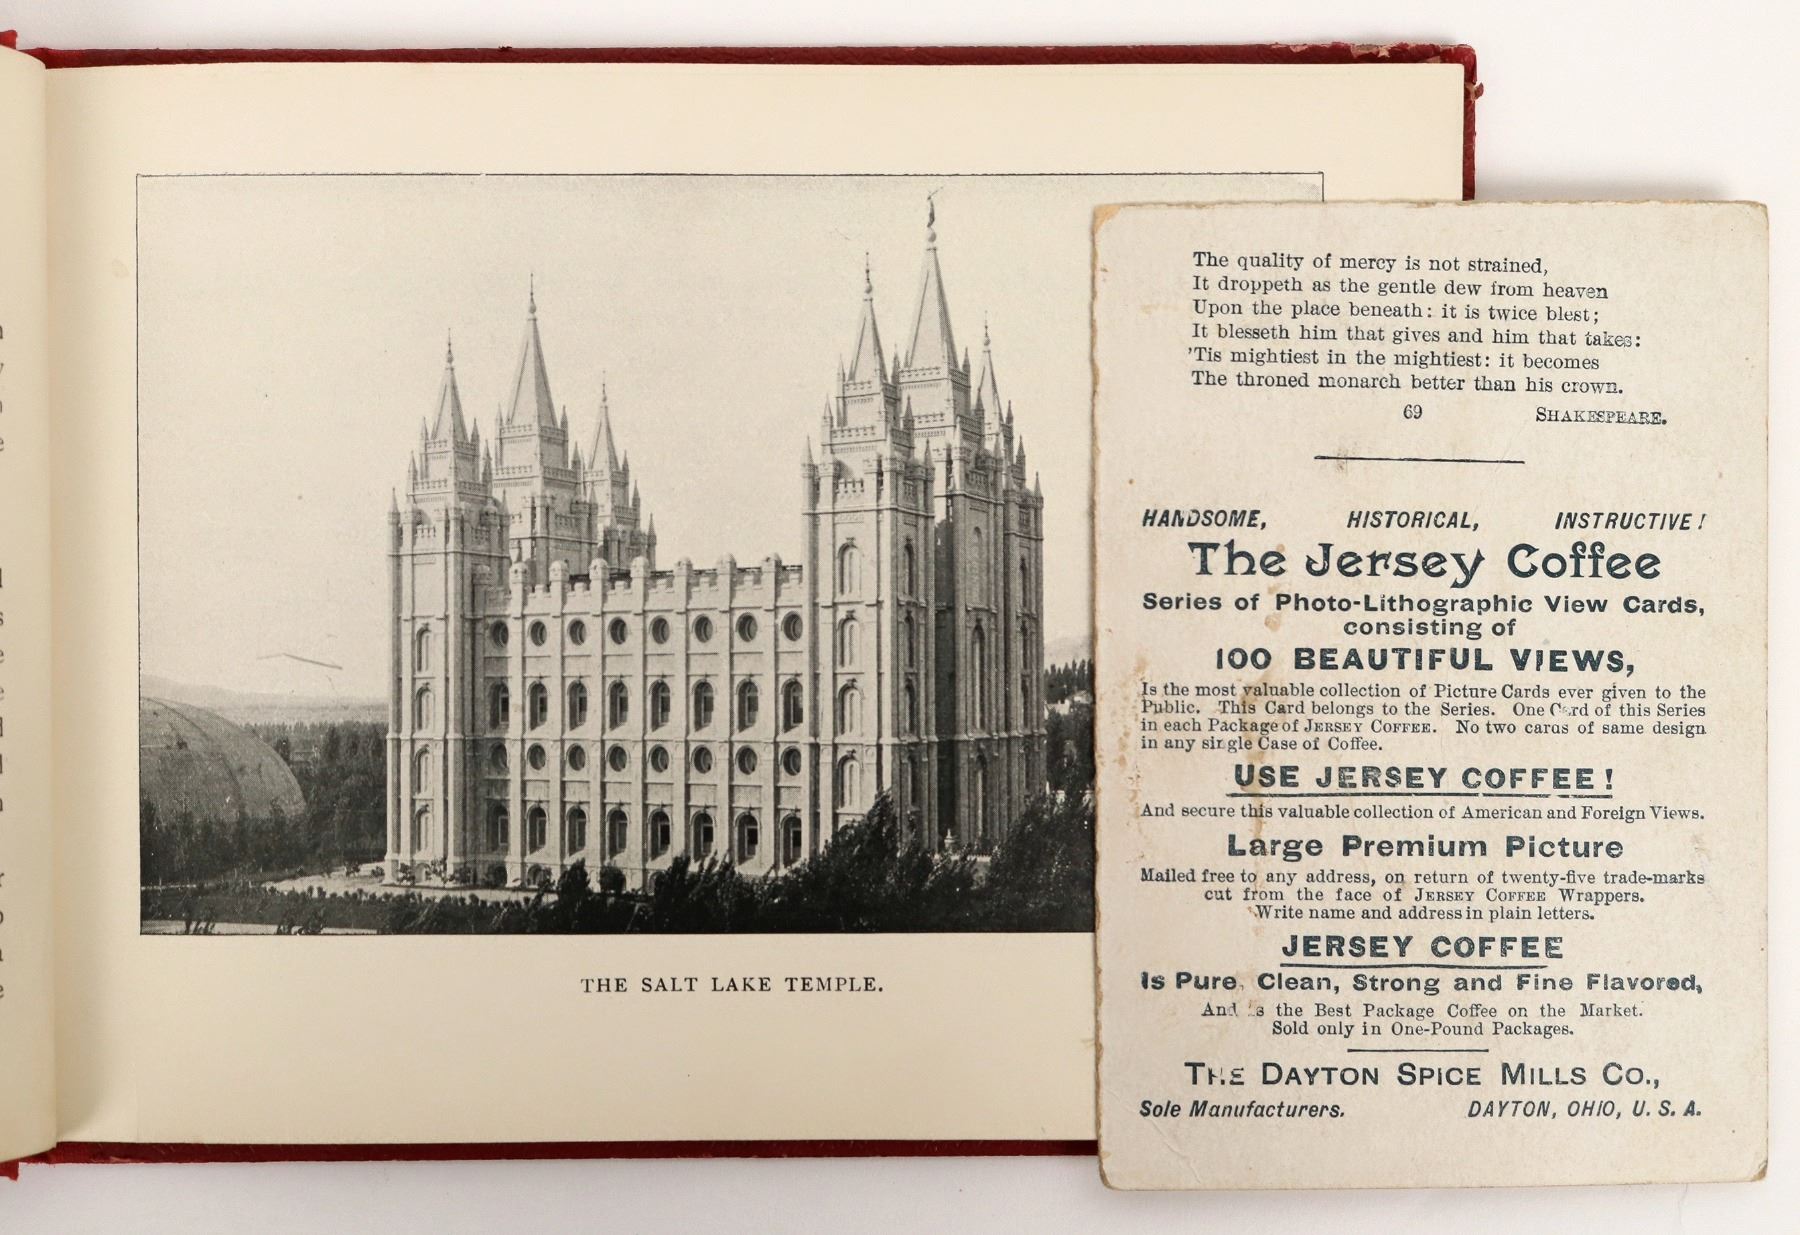 THE SALT LAKE TEMPLE.
The quality of mercy is not strained,
It droppeth as the gentle dew from heaven
Upon the place beneath: it is twice blest;
It blesseth him that gives and him that takes:
'Tis mightiest in the mightiest: it becomes
The throned monarch better than his crown.
69 SHAKESPEARE.
HANDSOME, HISTORICAL, INSTRUCTIVE!
The Jersey Coffee
Series of Photo-Lithographic View Cards,
consisting of
100 BEAUTIFUL VIEWS,
Is the most valuable collection of Picture Cards ever given to the
Public. This Card belongs to the Series. One Card of this Series
in each Package of JERSEY COFFEE. No two cards of same design
in any single Case of Coffee.
USE JERSEY COFFEE!
And secure this valuable collection of American and Foreign Views.
Large Premium Picture
Mailed free to any address, on return of twenty-five trade-marks
cut from the face of JERSEY COFFEE Wrappers.
Write name and address in plain letters.
JERSEY COFFEE
Is Pure, Clean, Strong and Fine Flavored,
And is the Best Package Coffee on the Market.
Sold only in One-Pound Packages.
THE DAYTON SPICE MILLS CO.,
Sole Manufacturers. DAYTON, OHIO, U. S. A.